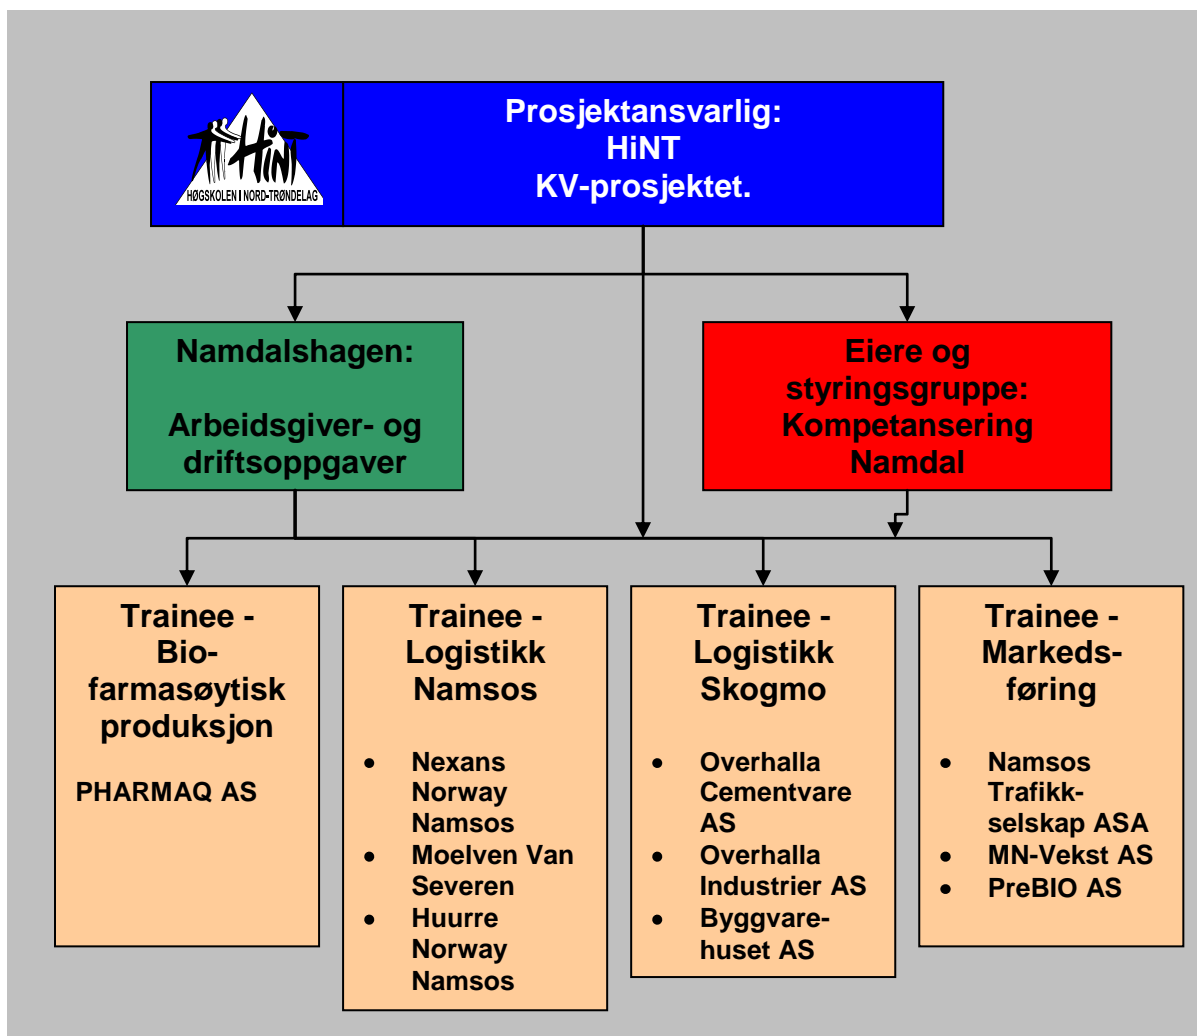 HiNT
HØGSKOLEN I NORD-TRØNDELAG
Prosjektansvarlig:
HiNT
KV-prosjektet.
Namdalshagen:
Arbeidsgiver- og
driftsoppgaver
Eiere og
styringsgruppe:
Kompetansering
Namdal
Trainee -
Bio-
farmasøytisk
produksjon
PHARMAQ AS
Trainee -
Logistikk
Namsos
• Nexans
Norway
Namsos
• Moelven Van
Severen
• Huurre
Norway
Namsos
Trainee -
Logistikk
Skogmo
• Overhalla
Cementvare
AS
• Overhalla
Industrier AS
• Byggvare-
huset AS
Trainee -
Markeds-
føring
• Namsos
Trafikk-
selskap ASA
• MN-Vekst AS
• PreBIO AS